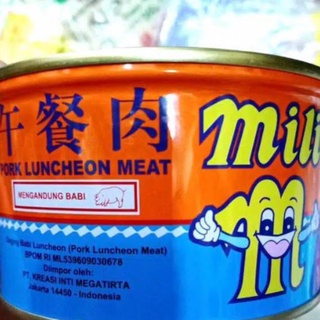 午餐肉
PORK LUNCHEON MEAT
MENGANDUNG BABI
Daging Babi Luncheon (Pork Luncheon Meat)
BPOM RI ML539609030678
Diimpor oleh:
PT. KREASI INTI MEGATIRTA
Jakarta 14450 - Indonesia
mili
m